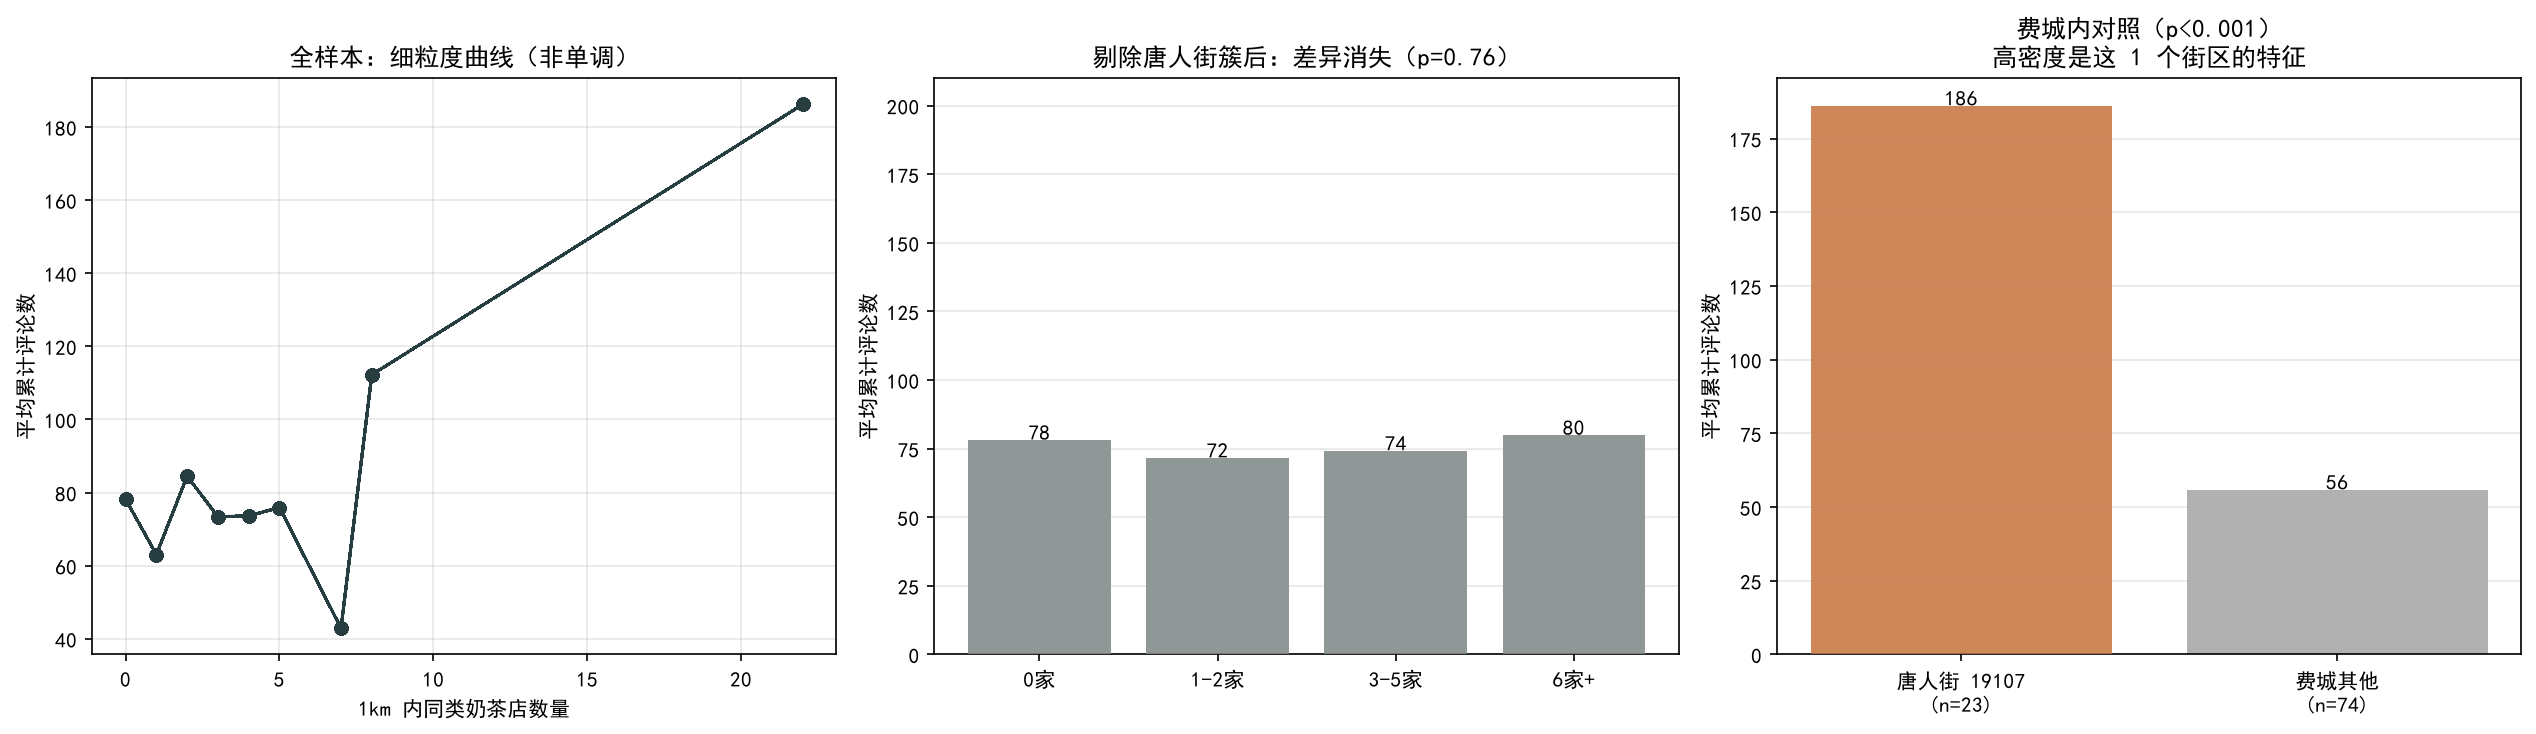 全样本：细粒度曲线（非单调）
180
160
140
120
100
80
60
40
平均累计评论数
0
5
10
15
20
1km 内同类奶茶店数量
剔除唐人街簇后：差异消失（p=0.76）
200
175
150
125
100
75
50
25
0
平均累计评论数
78
72
74
80
0家
1-2家
3-5家
6家+
费城内对照（p<0.001）
高密度是这 1 个街区的特征
175
150
125
100
75
50
25
0
平均累计评论数
186
56
唐人街 19107
(n=23)
费城其他
(n=74)